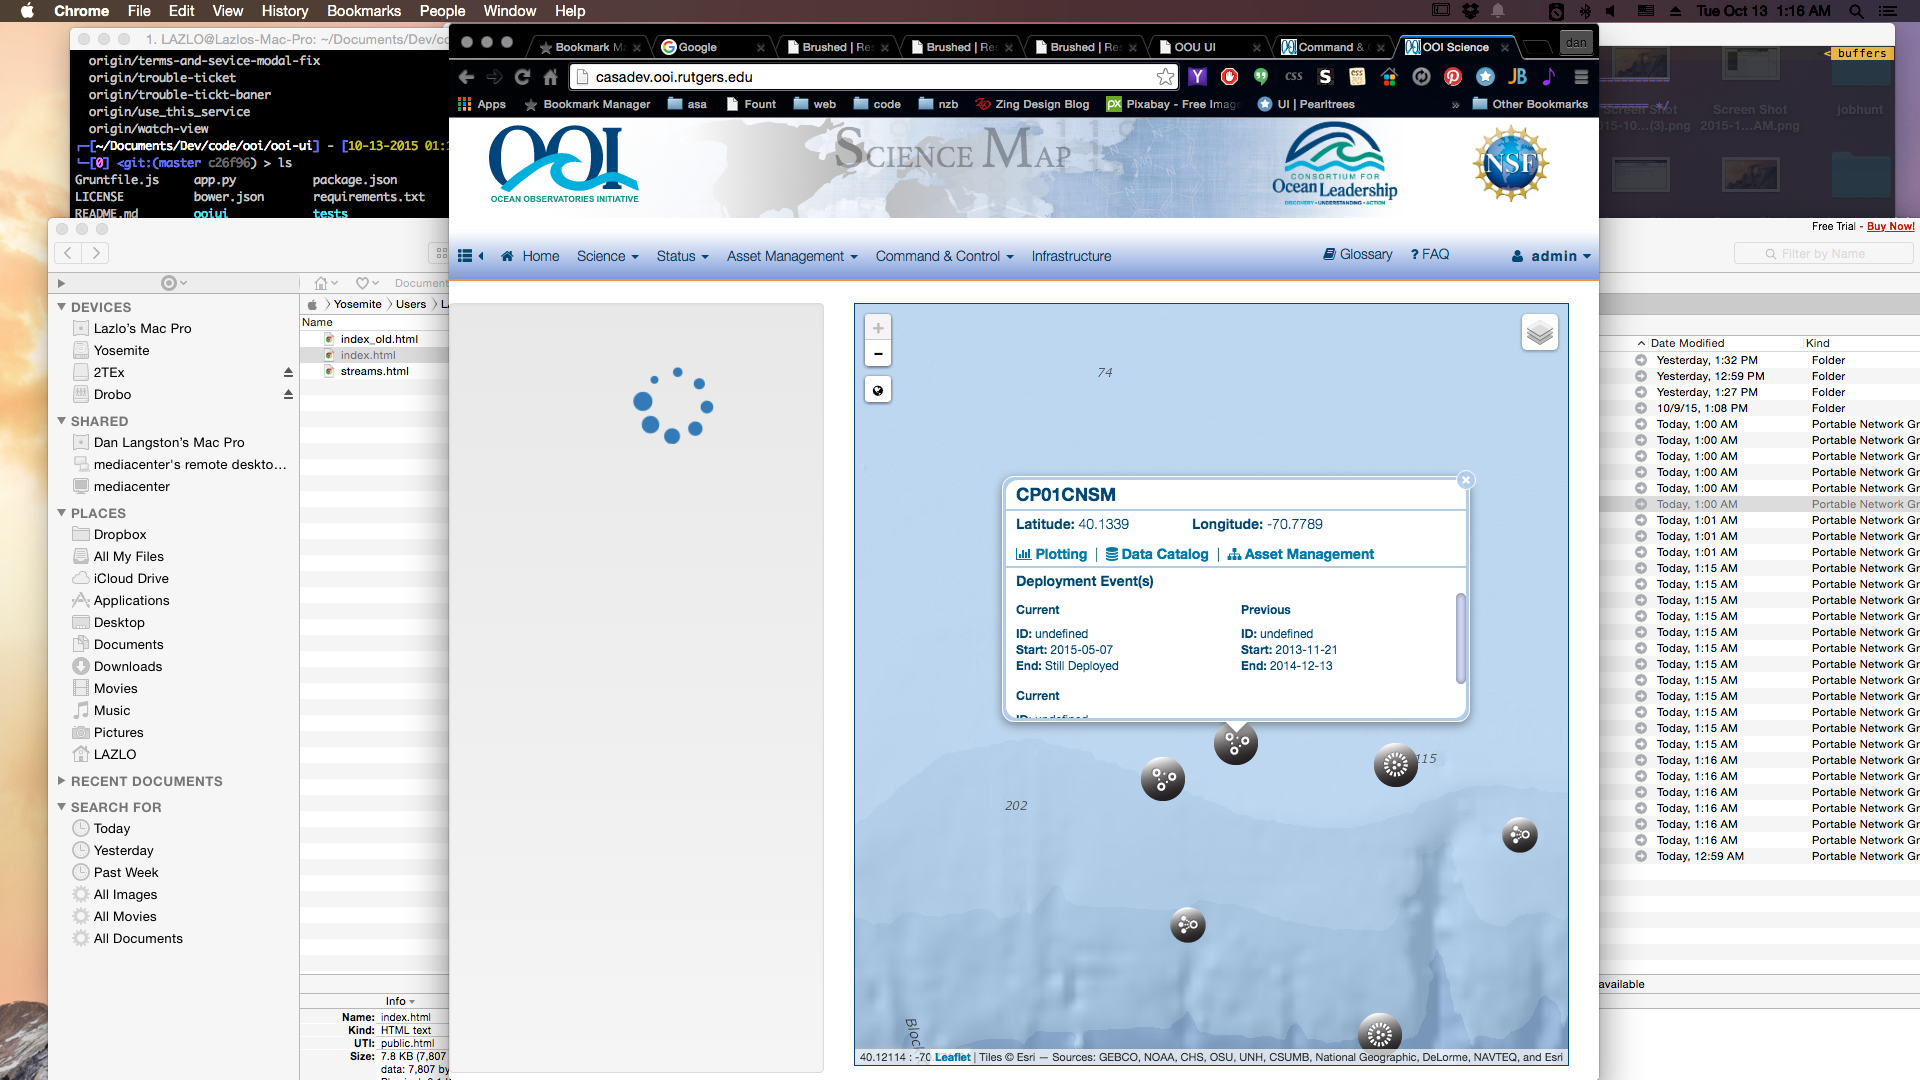 Chrome File Edit View History Bookmarks People Window Help
Tue Oct 13 1:16 AM
1. LAZLO@Lazlos-Mac-Pro: ~/Documents/Dev/co
origin/terms-and-sevice-modal-fix
origin/trouble-ticket
origin/trouble-tickt-baner
origin/use_this_service
origin/watch-view
[~/Documents/Dev/code/ooi/ooi-ui] - [10-13-2015 01:1
[0] <git:(master c26f96) > ls
Gruntfile.js app.py package.json
LICENSE bower.json requirements.txt
README.md ooiui tests
Bookmark M
Google
Brushed | Re
Brushed | Re
Brushed | Re
OOU UI
Command &
OOI Science
dan
casadev.ooi.rutgers.edu
Apps Bookmark Manager asa Fount web code nzb Zing Design Blog Pixabay - Free Imag UI | Pearltrees » Other Bookmarks
buffers
Screen Shot
2015-1...AM.png
jobhunt
OOI
OCEAN OBSERVATORIES INITIATIVE
SCIENCE MAP
CONSORTIUM FOR
Ocean Leadership
DISCOVERY • UNDERSTANDING • ACTION
NSF
Home Science Status Asset Management Command & Control Infrastructure Glossary ? FAQ admin
Free Trial - Buy Now!
Filter by Name
Document
Yosemite Users L
Name
index_old.html
index.html
streams.html
DEVICES
Lazlo's Mac Pro
Yosemite
2TEx
Drobo
SHARED
Dan Langston's Mac Pro
mediacenter's remote deskto...
mediacenter
PLACES
Dropbox
All My Files
iCloud Drive
Applications
Desktop
Documents
Downloads
Movies
Music
Pictures
LAZLO
RECENT DOCUMENTS
SEARCH FOR
Today
Yesterday
Past Week
All Images
All Movies
All Documents
Info
Name: index.html
Kind: HTML text
UTI: public.html
Size: 7.8 KB (7,807
data: 7,807 by
+
−
74
CP01CNSM
Latitude: 40.1339 Longitude: -70.7789
Plotting | Data Catalog | Asset Management
Deployment Event(s)
Current Previous
ID: undefined ID: undefined
Start: 2015-05-07 Start: 2013-11-21
End: Still Deployed End: 2014-12-13
Current
ID: undefined
115
202
Block
40.12114 : -70 Leaflet | Tiles © Esri — Sources: GEBCO, NOAA, CHS, OSU, UNH, CSUMB, National Geographic, DeLorme, NAVTEQ, and Esri
Date Modified Kind
Yesterday, 1:32 PM Folder
Yesterday, 12:59 PM Folder
Yesterday, 1:27 PM Folder
10/9/15, 1:08 PM Folder
Today, 1:00 AM Portable Network Gr
Today, 1:00 AM Portable Network Gr
Today, 1:00 AM Portable Network Gr
Today, 1:00 AM Portable Network Gr
Today, 1:00 AM Portable Network Gr
Today, 1:00 AM Portable Network Gr
Today, 1:01 AM Portable Network Gr
Today, 1:01 AM Portable Network Gr
Today, 1:01 AM Portable Network Gr
Today, 1:15 AM Portable Network Gr
Today, 1:15 AM Portable Network Gr
Today, 1:15 AM Portable Network Gr
Today, 1:15 AM Portable Network Gr
Today, 1:15 AM Portable Network Gr
Today, 1:15 AM Portable Network Gr
Today, 1:15 AM Portable Network Gr
Today, 1:15 AM Portable Network Gr
Today, 1:15 AM Portable Network Gr
Today, 1:15 AM Portable Network Gr
Today, 1:15 AM Portable Network Gr
Today, 1:15 AM Portable Network Gr
Today, 1:16 AM Portable Network Gr
Today, 1:16 AM Portable Network Gr
Today, 1:16 AM Portable Network Gr
Today, 1:16 AM Portable Network Gr
Today, 1:16 AM Portable Network Gr
Today, 1:16 AM Portable Network Gr
Today, 12:59 AM Portable Network Gr
available